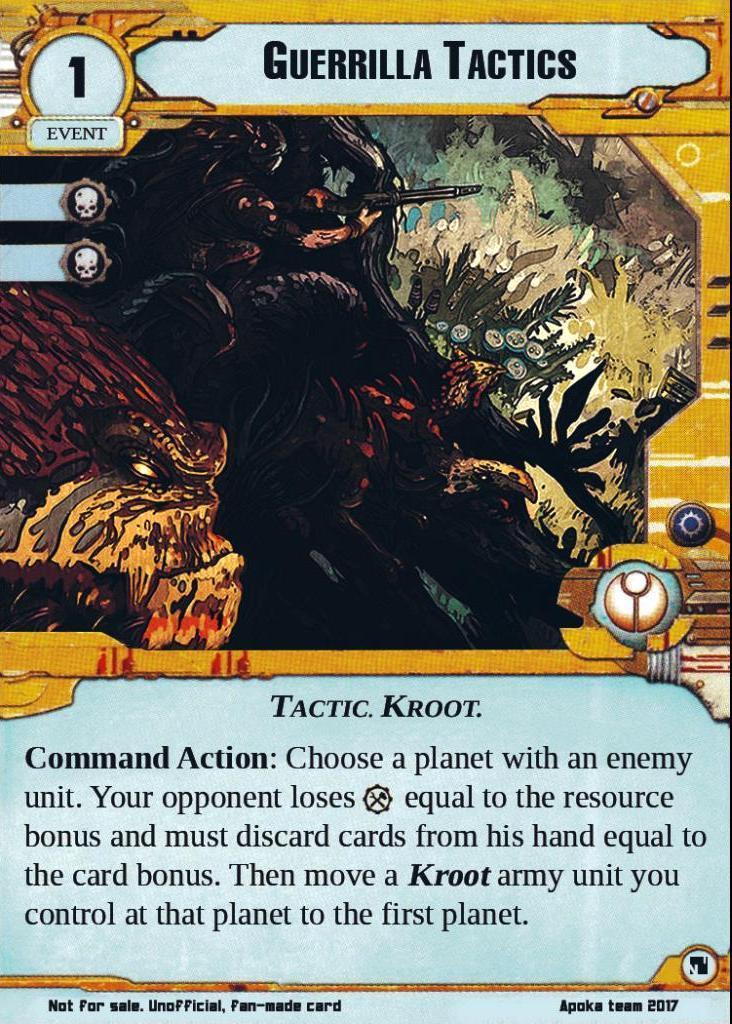 1
GUERRILLA TACTICS
EVENT
TACTIC. KROOT.
Command Action: Choose a planet with an enemy
unit. Your opponent loses equal to the resource
bonus and must discard cards from his hand equal to
the card bonus. Then move a Kroot army unit you
control at that planet to the first planet.
Not for sale. Unofficial, fan-made card
Apoka team 2017